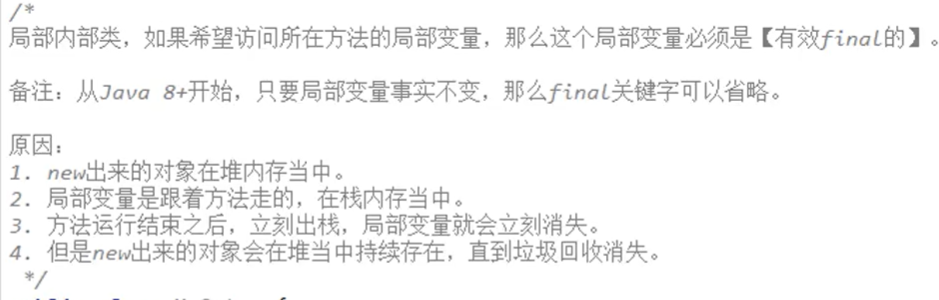 /*
局部内部类，如果希望访问所在方法的局部变量，那么这个局部变量必须是【有效final的】。
备注：从Java 8+开始，只要局部变量事实不变，那么final关键字可以省略。
原因：
1. new出来的对象在堆内存当中。
2. 局部变量是跟着方法走的，在栈内存当中。
3. 方法运行结束之后，立刻出栈，局部变量就会立刻消失。
4. 但是new出来的对象会在堆当中持续存在，直到垃圾回收消失。
*/